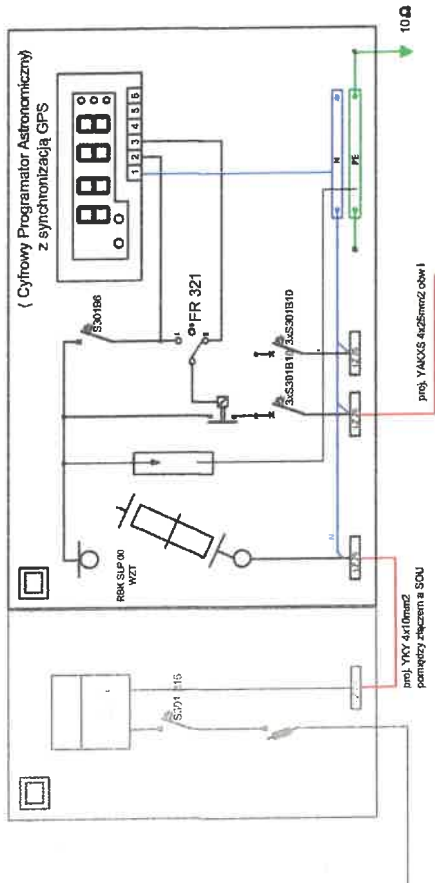 ( Cyfrowy Programator Astronomiczny)
z synchronizacją GPS
1 2 3 4 5 6
S301B6
FR 321
3xS301B10
3xS301B10
RBK SLP 00
WZT
N
PE
10Ω
N
proj. YKY 4x10mm2
pomiędzy złączem a SOU
proj. YAKXS 4x25mm2 obw I